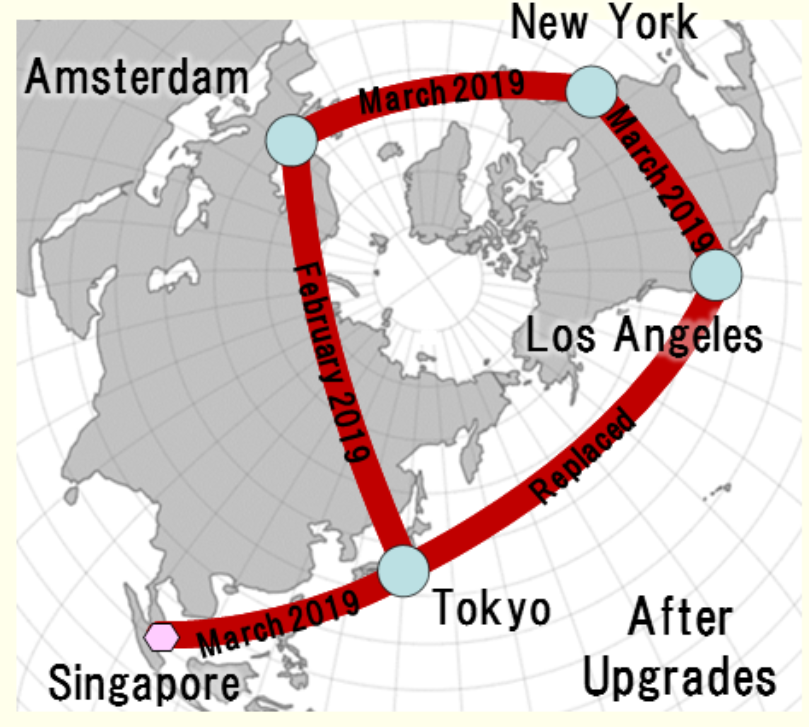 New York
Amsterdam
March 2019
March 2019
February 2019
Los Angeles
Replaced
Tokyo
March 2019
Singapore
After
Upgrades